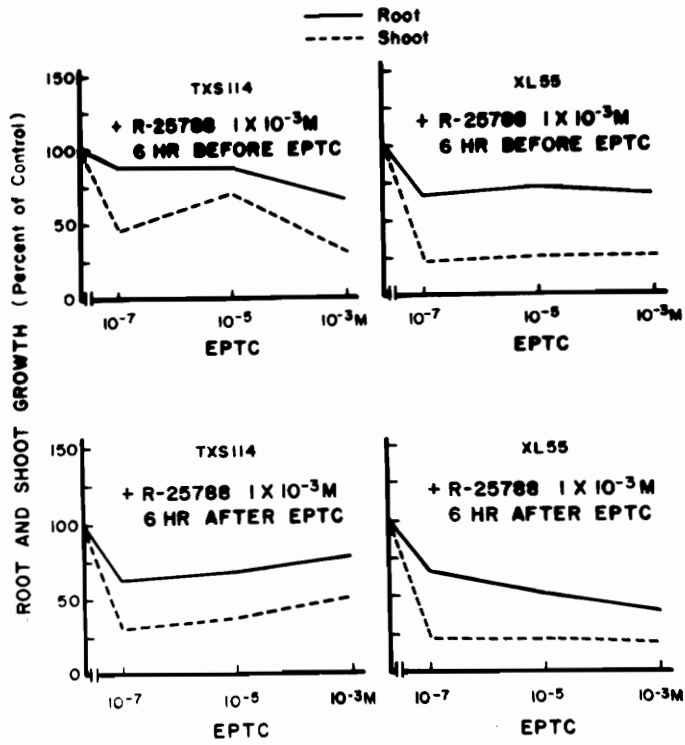 Root
Shoot
ROOT AND SHOOT GROWTH (Percent of Control)
TXS114
+ R-25788 1 X 10⁻³M
6 HR BEFORE EPTC
150
100
50
0
10⁻⁷
10⁻⁵
10⁻³M
EPTC
XL55
+ R-25788 1 X 10⁻³M
6 HR BEFORE EPTC
10⁻⁷
10⁻⁵
10⁻³M
EPTC
TXS114
+ R-25788 1 X 10⁻³M
6 HR AFTER EPTC
150
100
50
0
10⁻⁷
10⁻⁵
10⁻³M
EPTC
XL55
+ R-25788 1 X 10⁻³M
6 HR AFTER EPTC
10⁻⁷
10⁻⁵
10⁻³M
EPTC